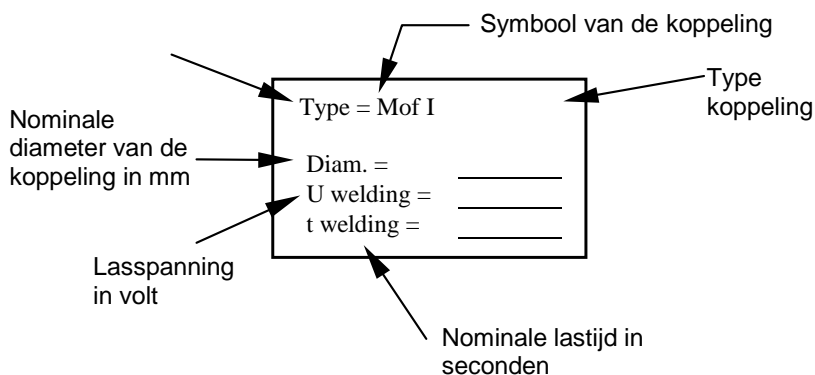 Symbool van de koppeling
Type
koppeling
Type = Mof I
Nominale
diameter van de
koppeling in mm
Diam. =
U welding =
t welding =
Lasspanning
in volt
Nominale lastijd in
seconden